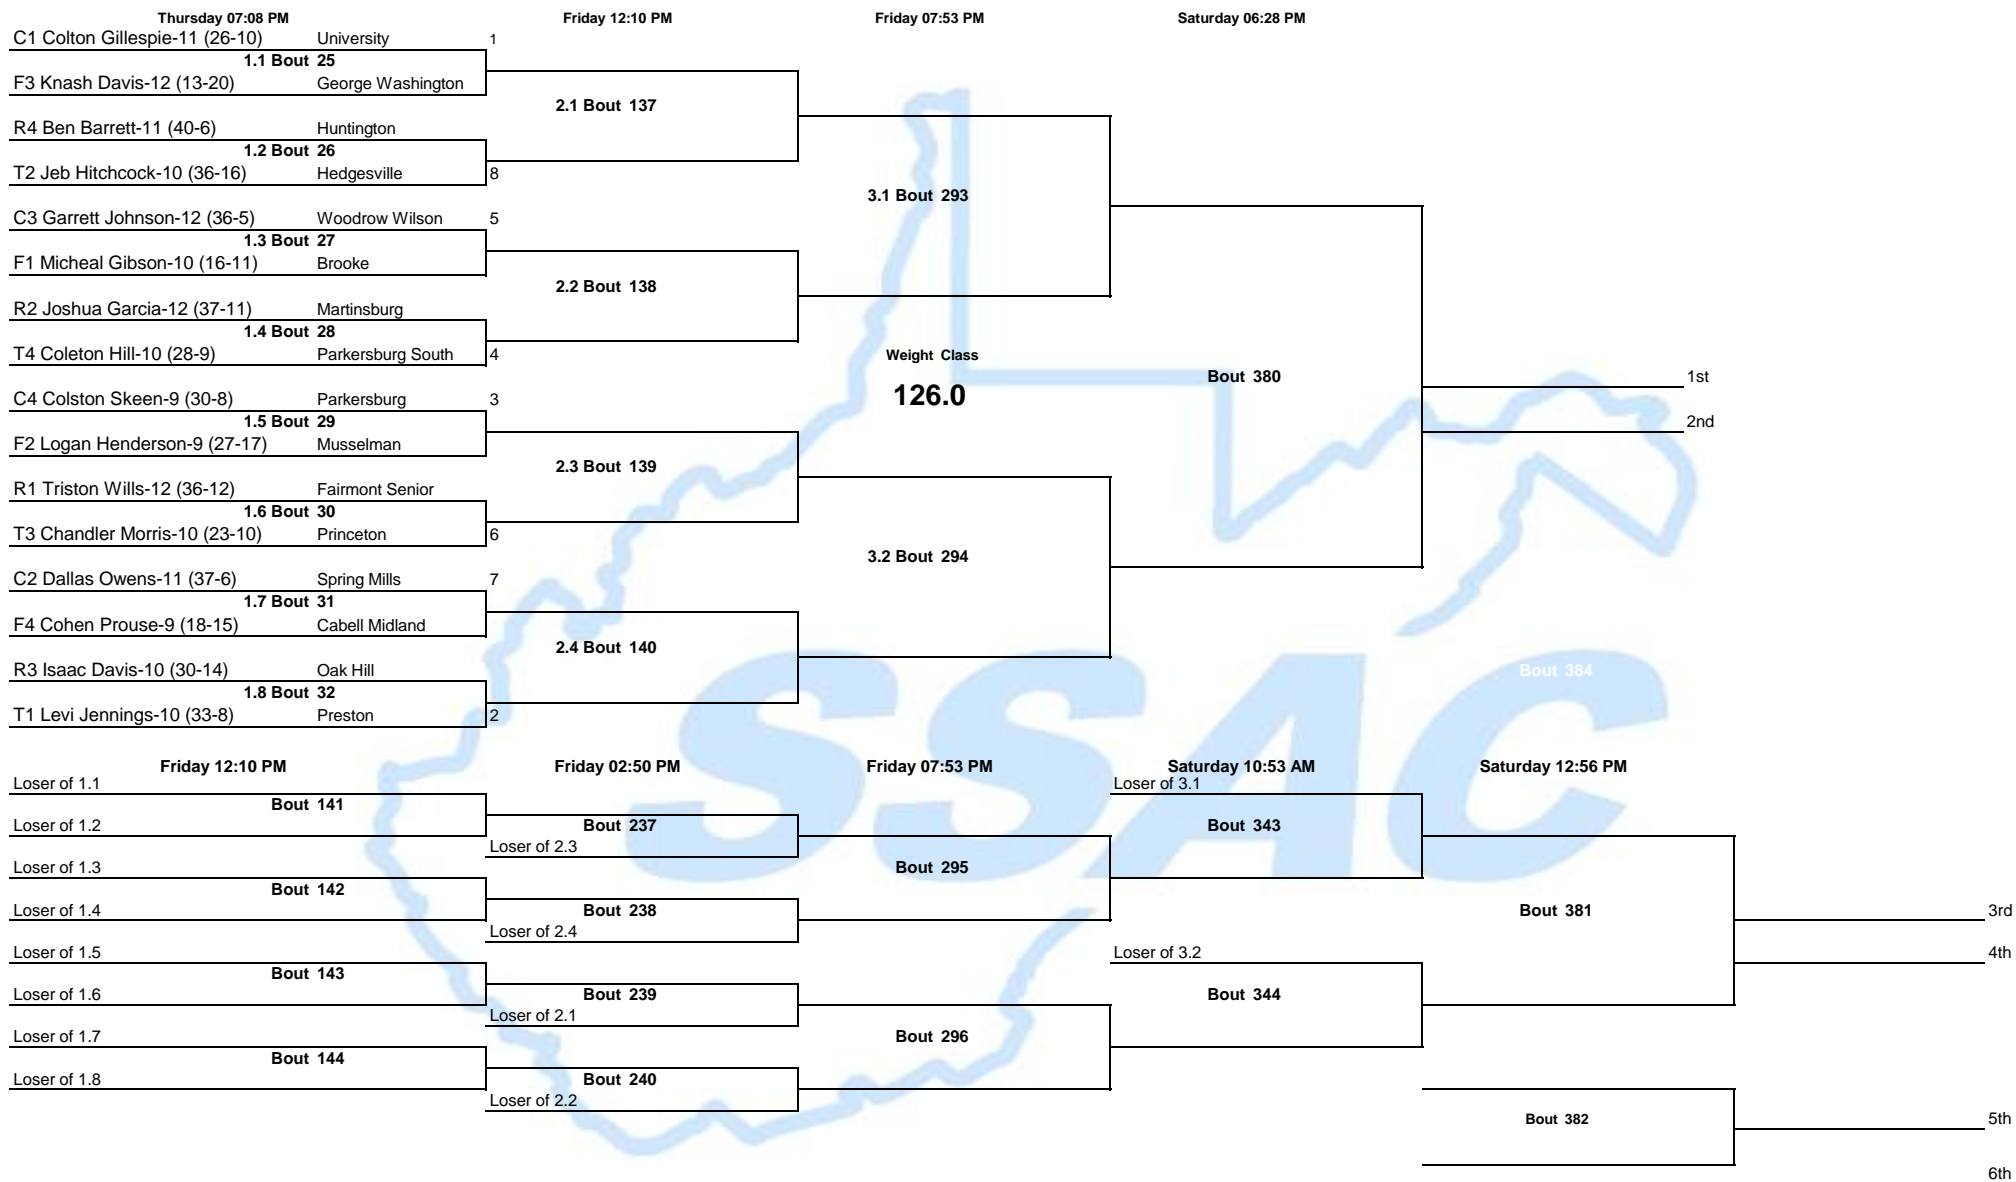 Thursday 07:08 PM Friday 12:10 PM Friday 07:53 PM Saturday 06:28 PM
C1 Colton Gillespie-11 (26-10) University 1
1.1 Bout 25
F3 Knash Davis-12 (13-20) George Washington
2.1 Bout 137
R4 Ben Barrett-11 (40-6) Huntington
1.2 Bout 26
T2 Jeb Hitchcock-10 (36-16) Hedgesville 8
3.1 Bout 293
C3 Garrett Johnson-12 (36-5) Woodrow Wilson 5
1.3 Bout 27
F1 Micheal Gibson-10 (16-11) Brooke
2.2 Bout 138
R2 Joshua Garcia-12 (37-11) Martinsburg
1.4 Bout 28
T4 Coleton Hill-10 (28-9) Parkersburg South 4
Weight Class
Bout 380 1st
126.0
C4 Colston Skeen-9 (30-8) Parkersburg 3
1.5 Bout 29 2nd
F2 Logan Henderson-9 (27-17) Musselman
2.3 Bout 139
R1 Triston Wills-12 (36-12) Fairmont Senior
1.6 Bout 30
T3 Chandler Morris-10 (23-10) Princeton 6
3.2 Bout 294
C2 Dallas Owens-11 (37-6) Spring Mills 7
1.7 Bout 31
F4 Cohen Prouse-9 (18-15) Cabell Midland
2.4 Bout 140
R3 Isaac Davis-10 (30-14) Oak Hill Bout 384
1.8 Bout 32
T1 Levi Jennings-10 (33-8) Preston 2
SSAC
Friday 12:10 PM Friday 02:50 PM Friday 07:53 PM Saturday 10:53 AM Saturday 12:56 PM
Loser of 1.1 Loser of 3.1
Bout 141
Loser of 1.2 Bout 237 Bout 343
Loser of 2.3
Loser of 1.3 Bout 295
Bout 142
Loser of 1.4 Bout 238 Bout 381 3rd
Loser of 2.4
Loser of 1.5 Loser of 3.2 4th
Bout 143
Loser of 1.6 Bout 239 Bout 344
Loser of 2.1
Loser of 1.7 Bout 296
Bout 144
Loser of 1.8 Bout 240
Loser of 2.2
Bout 382 5th
6th